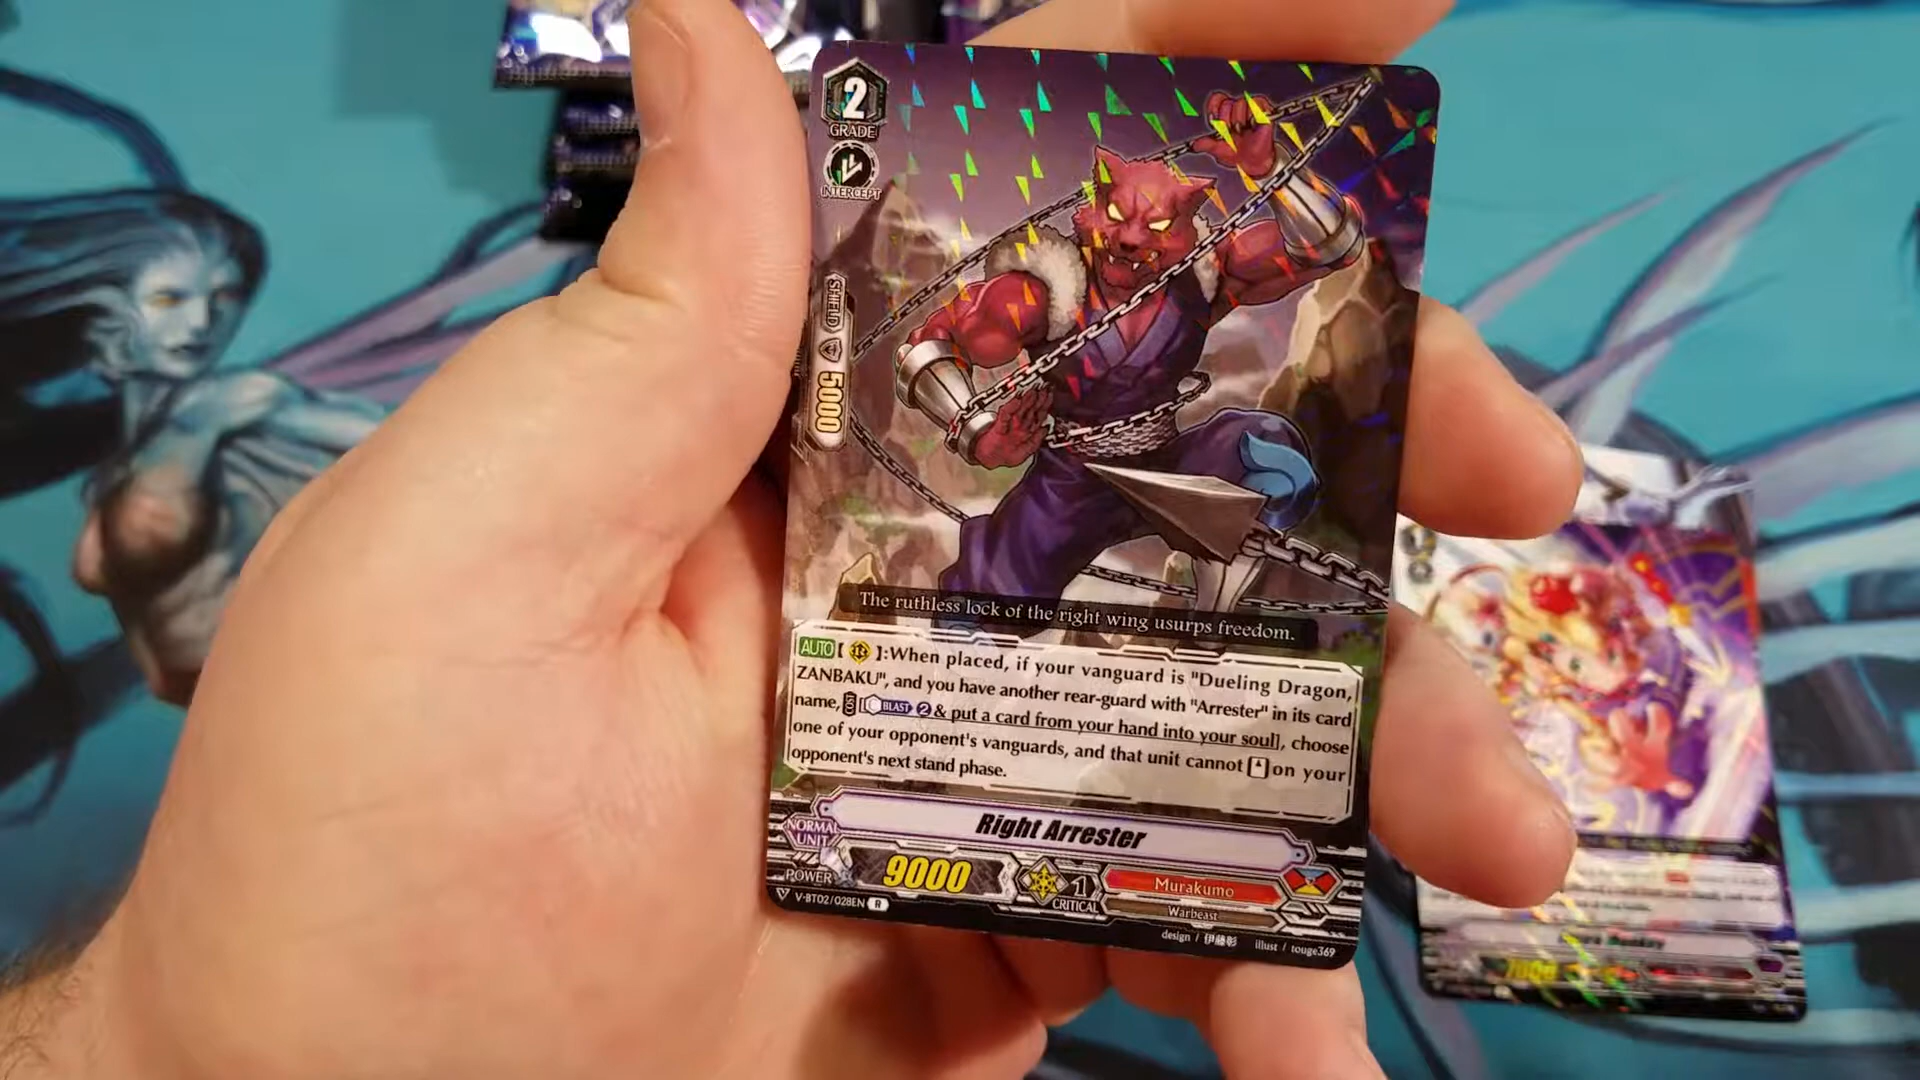 2
GRADE
INTERCEPT
SHIELD
5000
The ruthless lock of the right wing usurps freedom.
AUTO【 R 】:When placed, if your vanguard is "Dueling Dragon,
ZANBAKU", and you have another rear-guard with "Arrester" in its card
name, COST [C BLAST 2 & put a card from your hand into your soul], choose
one of your opponent's vanguards, and that unit cannot on your
opponent's next stand phase.
Right Arrester
NORMAL
UNIT
POWER
9000
1
CRITICAL
Murakumo
Warbeast
V-BT02/028EN R
design / 伊藤彰 illust / touge369
7000